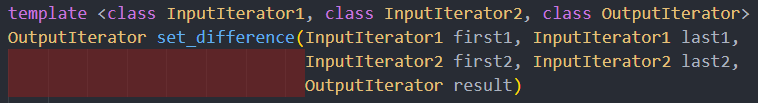 template <class InputIterator1, class InputIterator2, class OutputIterator>
OutputIterator set_difference(InputIterator1 first1, InputIterator1 last1,
InputIterator2 first2, InputIterator2 last2,
OutputIterator result)